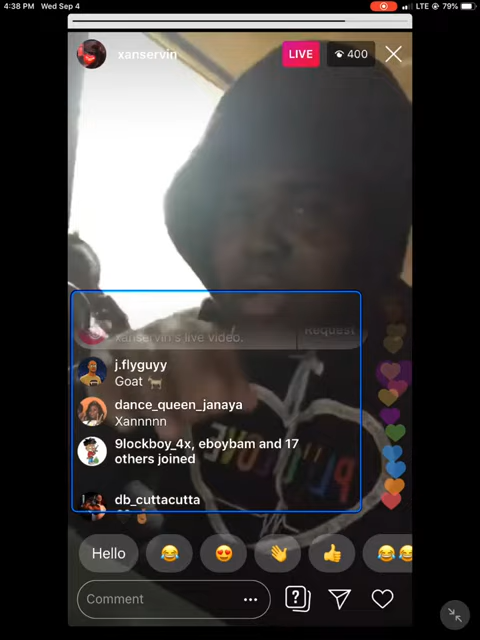 4:38 PM Wed Sep 4
LTE 79%
xanservin
LIVE
400
xanservin's live video.
Request
j.flyguyy
Goat 🐐
dance_queen_janaya
Xannnnn
9lockboy_4x, eboybam and 17
others joined
db_cuttacutta
Hello
😂 😍 👋 👍 😂😂
Comment